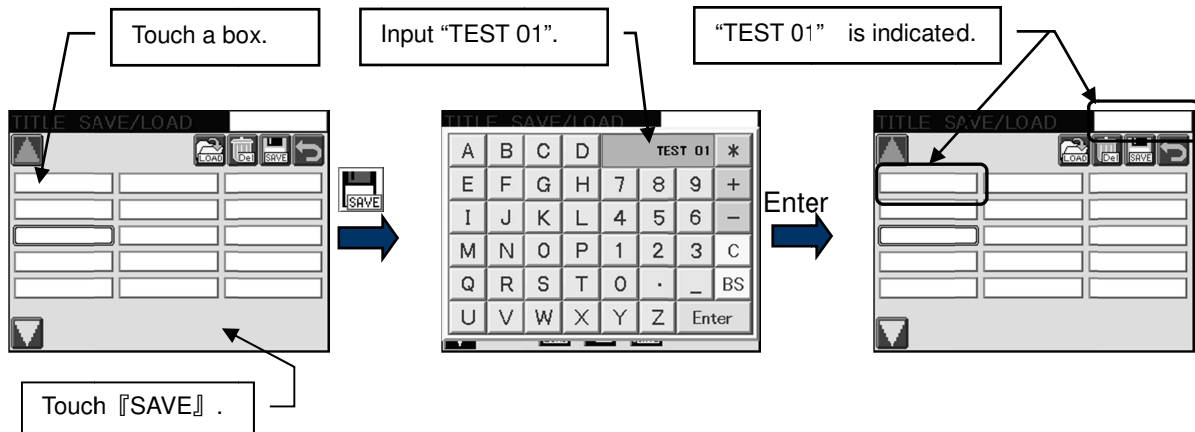 Touch a box.
Input “TEST 01”.
“TEST 01” is indicated.
TITLE SAVE/LOAD
LOAD Del SAVE
SAVE
Touch『SAVE』.
TITLE SAVE/LOAD
A B C D TEST 01 *
E F G H 7 8 9 +
I J K L 4 5 6 −
M N O P 1 2 3 C
Q R S T 0 · _ BS
U V W X Y Z Enter
Enter
TITLE SAVE/LOAD
LOAD Del SAVE